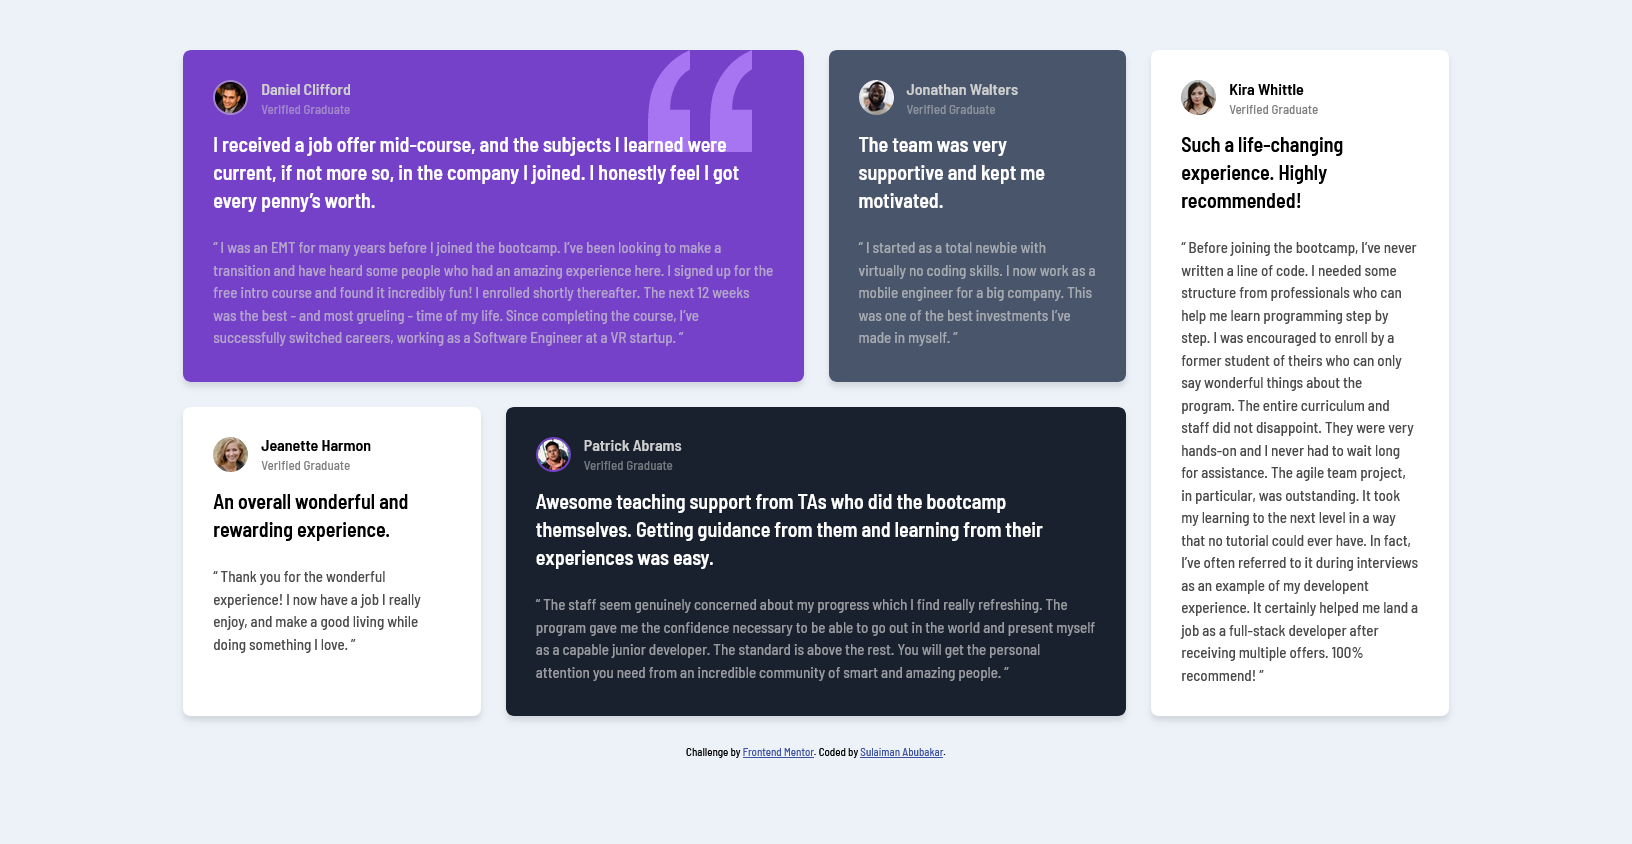 Daniel Clifford
Verified Graduate
I received a job offer mid-course, and the subjects I learned were
current, if not more so, in the company I joined. I honestly feel I got
every penny’s worth.
“ I was an EMT for many years before I joined the bootcamp. I’ve been looking to make a
transition and have heard some people who had an amazing experience here. I signed up for the
free intro course and found it incredibly fun! I enrolled shortly thereafter. The next 12 weeks
was the best - and most grueling - time of my life. Since completing the course, I’ve
successfully switched careers, working as a Software Engineer at a VR startup. ”
Jonathan Walters
Verified Graduate
The team was very
supportive and kept me
motivated.
“ I started as a total newbie with
virtually no coding skills. I now work as a
mobile engineer for a big company. This
was one of the best investments I’ve
made in myself. ”
Kira Whittle
Verified Graduate
Such a life-changing
experience. Highly
recommended!
“ Before joining the bootcamp, I’ve never
written a line of code. I needed some
structure from professionals who can
help me learn programming step by
step. I was encouraged to enroll by a
former student of theirs who can only
say wonderful things about the
program. The entire curriculum and
staff did not disappoint. They were very
hands-on and I never had to wait long
for assistance. The agile team project,
in particular, was outstanding. It took
my learning to the next level in a way
that no tutorial could ever have. In fact,
I’ve often referred to it during interviews
as an example of my developent
experience. It certainly helped me land a
job as a full-stack developer after
receiving multiple offers. 100%
recommend! ”
Jeanette Harmon
Verified Graduate
An overall wonderful and
rewarding experience.
“ Thank you for the wonderful
experience! I now have a job I really
enjoy, and make a good living while
doing something I love. ”
Patrick Abrams
Verified Graduate
Awesome teaching support from TAs who did the bootcamp
themselves. Getting guidance from them and learning from their
experiences was easy.
“ The staff seem genuinely concerned about my progress which I find really refreshing. The
program gave me the confidence necessary to be able to go out in the world and present myself
as a capable junior developer. The standard is above the rest. You will get the personal
attention you need from an incredible community of smart and amazing people. ”
Challenge by Frontend Mentor. Coded by Sulaiman Abubakar.